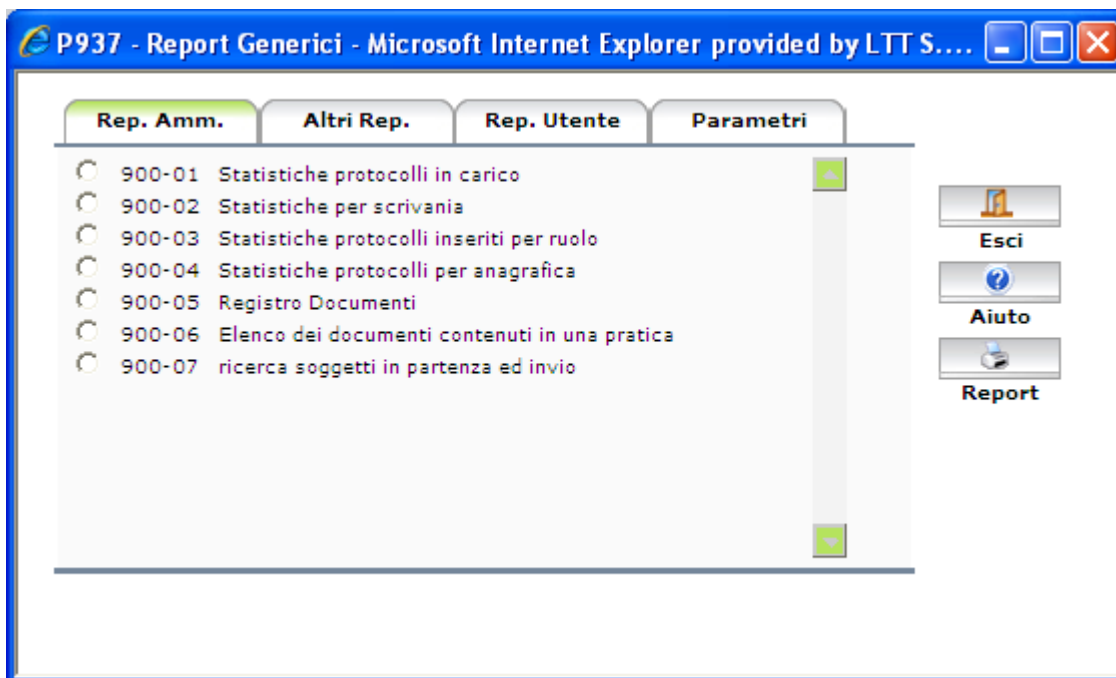 P937 - Report Generici - Microsoft Internet Explorer provided by LTT S....
Rep. Amm. Altri Rep. Rep. Utente Parametri
900-01 Statistiche protocolli in carico
900-02 Statistiche per scrivania
900-03 Statistiche protocolli inseriti per ruolo
900-04 Statistiche protocolli per anagrafica
900-05 Registro Documenti
900-06 Elenco dei documenti contenuti in una pratica
900-07 ricerca soggetti in partenza ed invio
Esci
Aiuto
Report